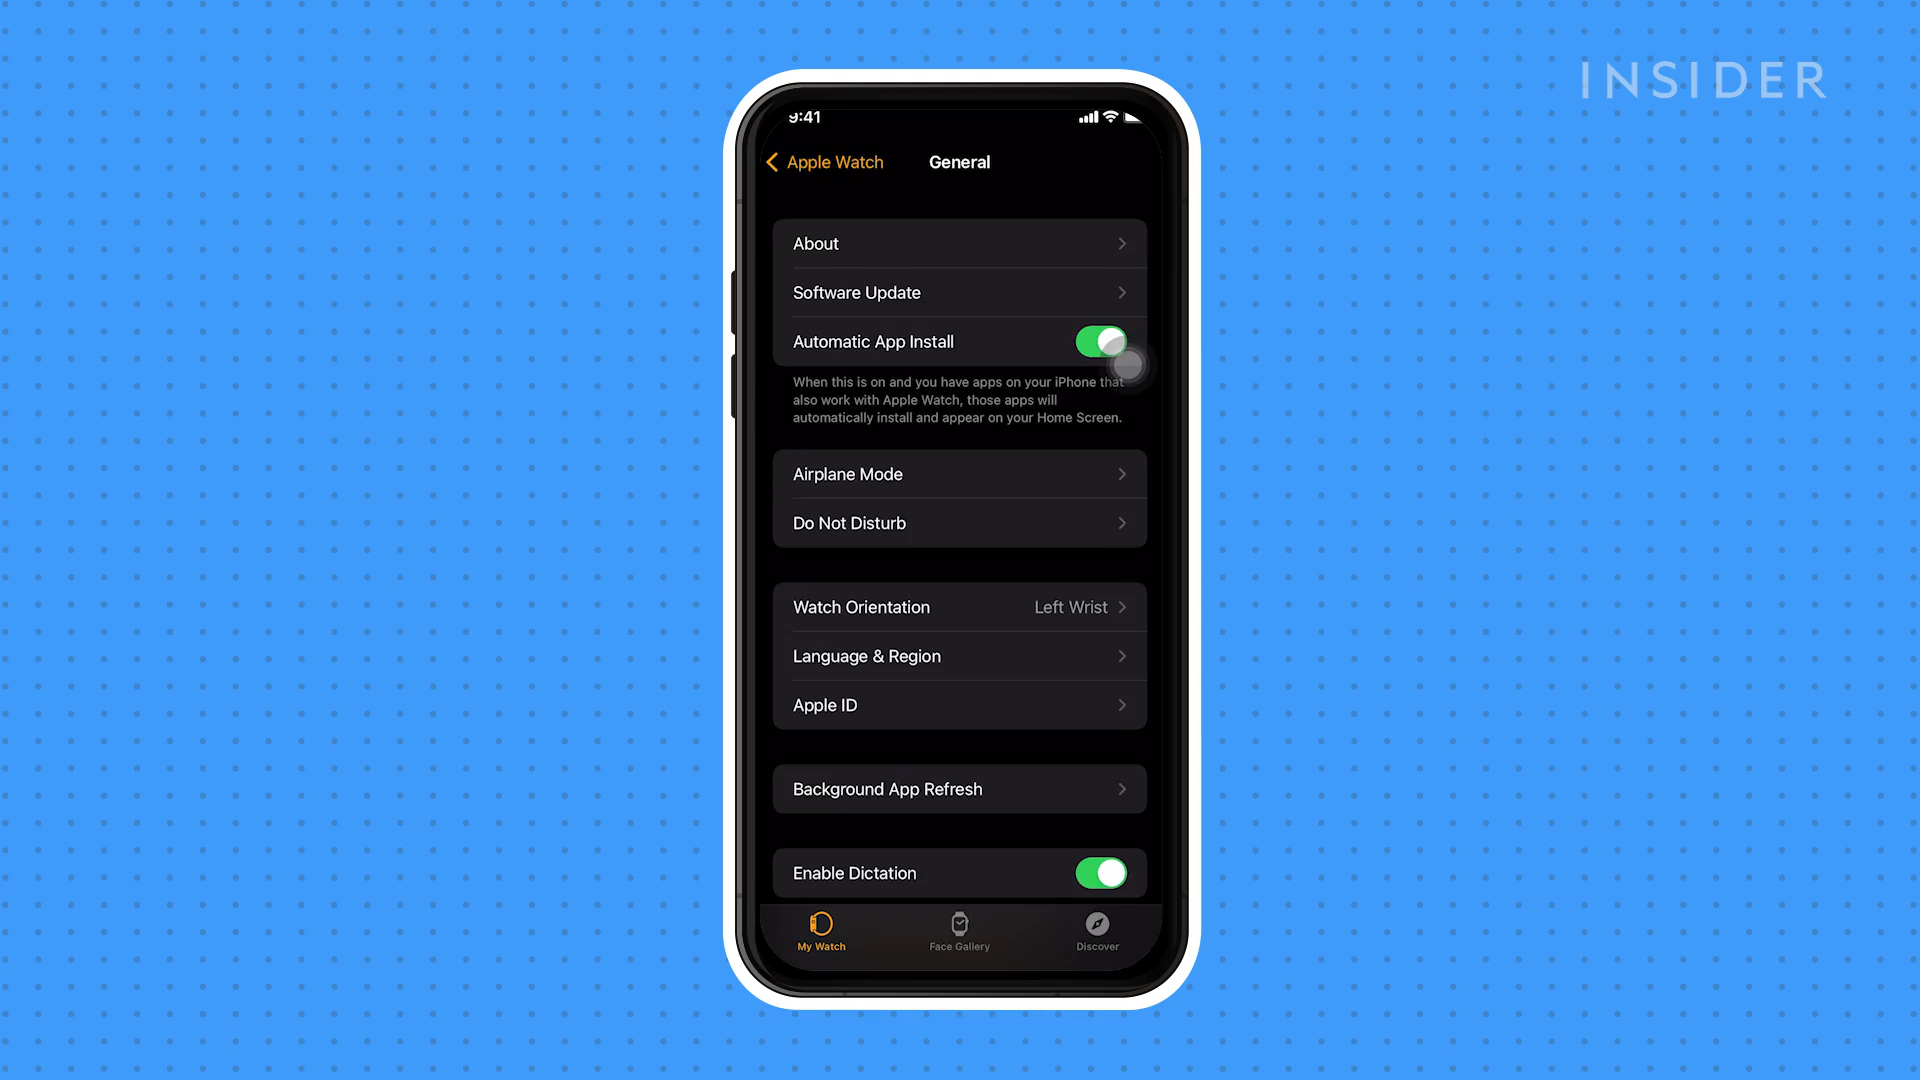 INSIDER
9:41
Apple Watch
General
About
Software Update
Automatic App Install
When this is on and you have apps on your iPhone that
also work with Apple Watch, those apps will
automatically install and appear on your Home Screen.
Airplane Mode
Do Not Disturb
Watch Orientation Left Wrist
Language & Region
Apple ID
Background App Refresh
Enable Dictation
My Watch
Face Gallery
Discover